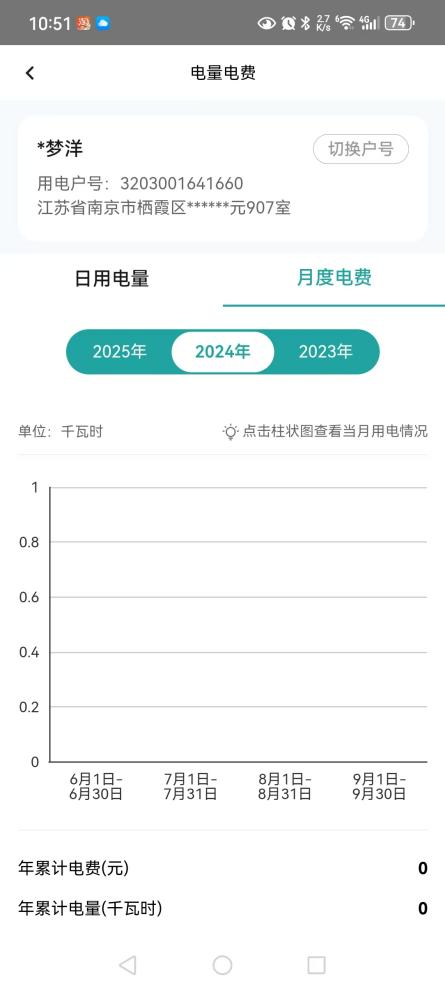 10:51 2.7 K/s 6 4G 74
电量电费
*梦洋 切换户号
用电户号：3203001641660
江苏省南京市栖霞区******元907室
日用电量 月度电费
2025年 2024年 2023年
单位：千瓦时 点击柱状图查看当月用电情况
1
0.8
0.6
0.4
0.2
0
6月1日- 7月1日- 8月1日- 9月1日-
6月30日 7月31日 8月31日 9月30日
年累计电费(元) 0
年累计电量(千瓦时) 0